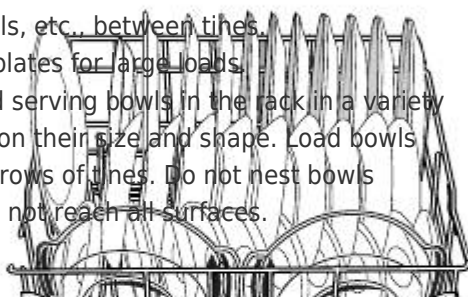 ls, etc., between tines.
plates for large loads.
l serving bowls in the rack in a variety
on their size and shape. Load bowls
rows of tines. Do not nest bowls
not reach all surfaces.